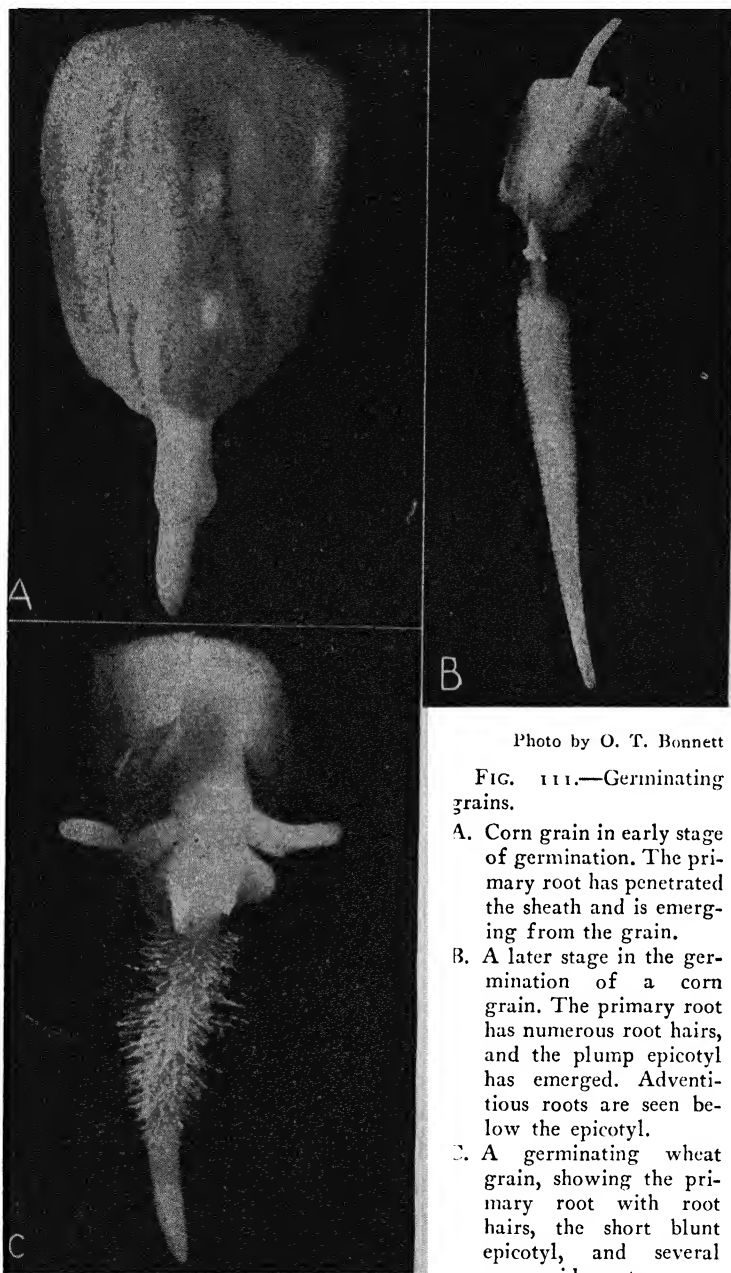 A
B
C
Photo by O. T. Bonnett
FIG. 111.—Germinating
grains.
A. Corn grain in early stage
of germination. The pri-
mary root has penetrated
the sheath and is emerg-
ing from the grain.
B. A later stage in the ger-
mination of a corn
grain. The primary root
has numerous root hairs,
and the plump epicotyl
has emerged. Adventi-
tious roots are seen be-
low the epicotyl.
C. A germinating wheat
grain, showing the pri-
mary root with root
hairs, the short blunt
epicotyl, and several